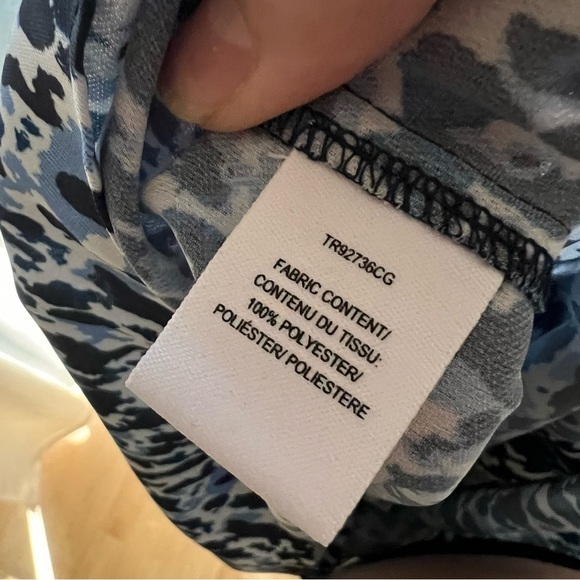 TR92736CG
FABRIC CONTENT/
CONTENU DU TISSU:
100% POLYESTER/
POLIÉSTER/ POLIESTERE